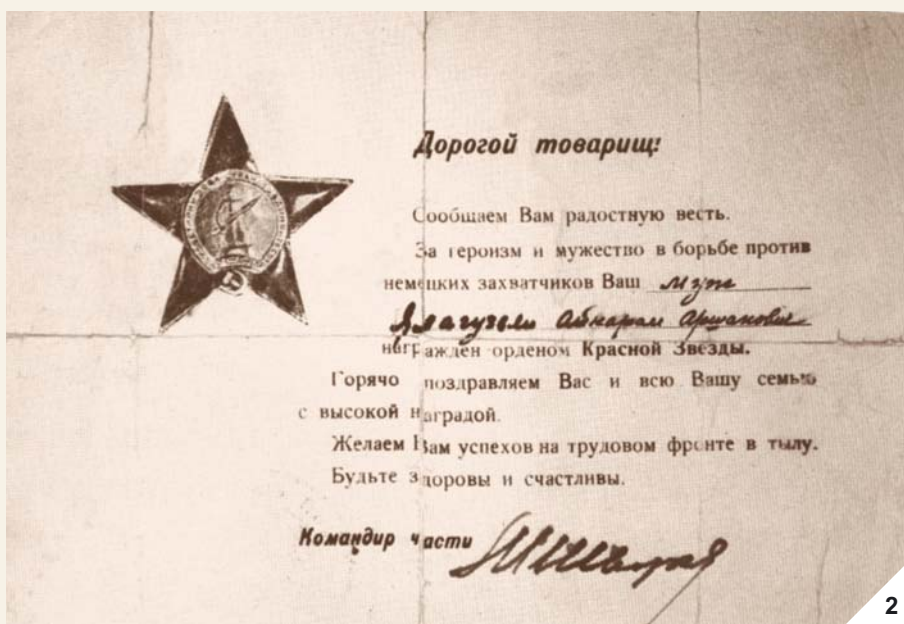 Дорогой товарищ!
Сообщаем Вам радостную весть.
За героизм и мужество в борьбе против
немецких захватчиков Ваш муж
награжден орденом Красной Звезды.
Горячо поздравляем Вас и всю Вашу семью
с высокой наградой.
Желаем Вам успехов на трудовом фронте в тылу.
Будьте здоровы и счастливы.
Командир части
2